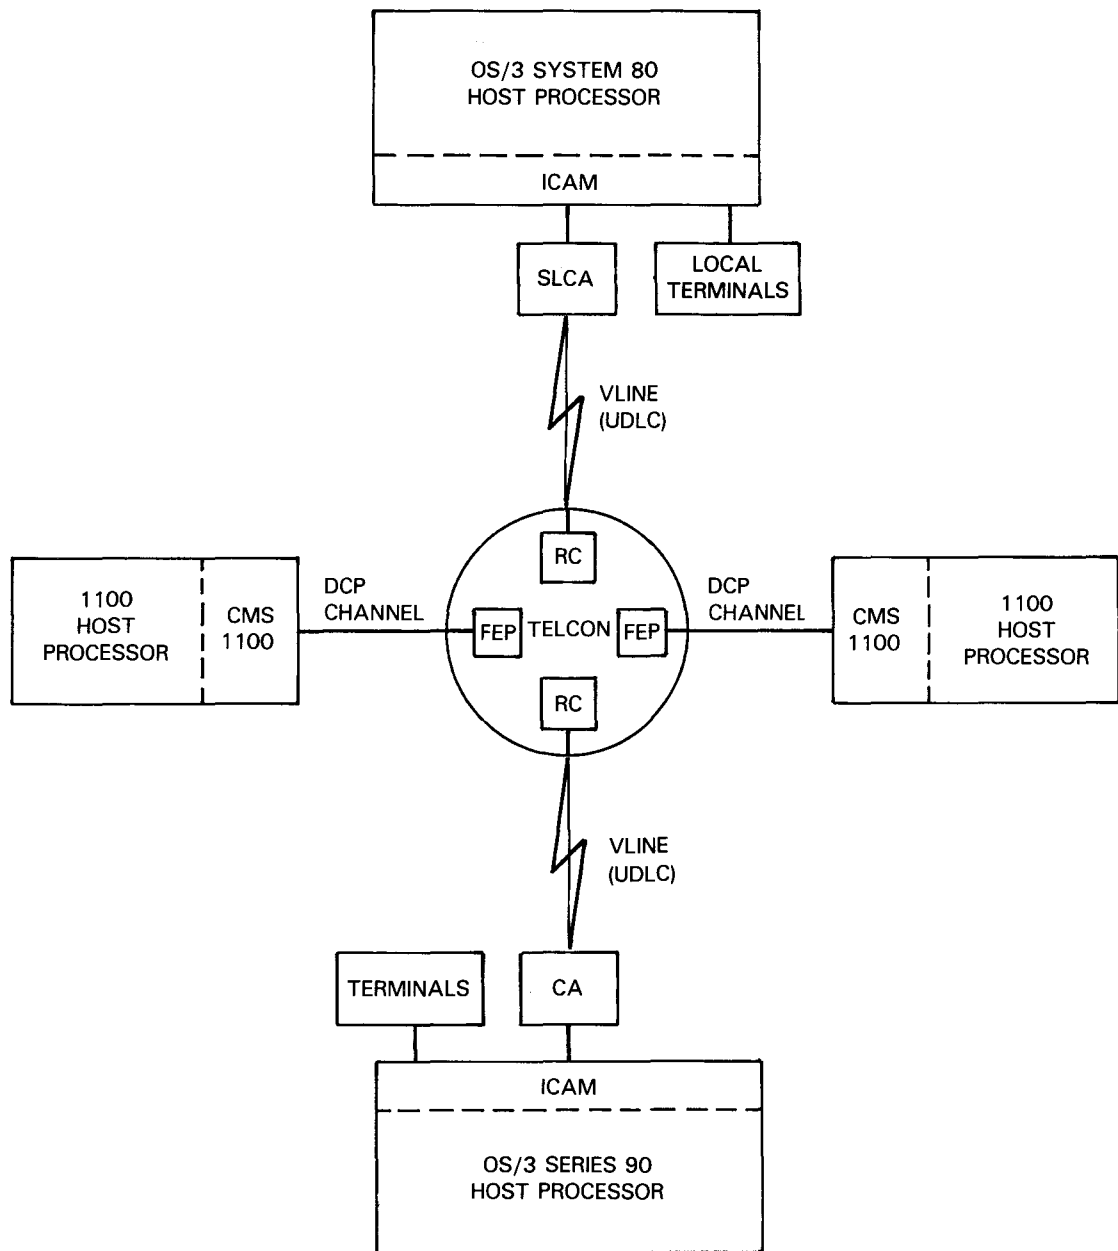 OS/3 SYSTEM 80
HOST PROCESSOR
ICAM
SLCA
LOCAL
TERMINALS
VLINE
(UDLC)
RC
1100
HOST
PROCESSOR
CMS
1100
DCP
CHANNEL
FEP
TELCON
FEP
DCP
CHANNEL
CMS
1100
1100
HOST
PROCESSOR
RC
VLINE
(UDLC)
TERMINALS
CA
ICAM
OS/3 SERIES 90
HOST PROCESSOR